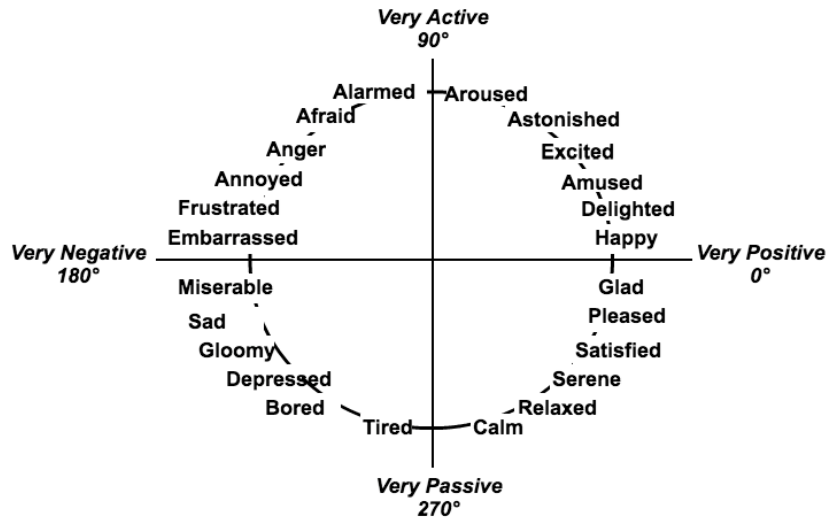 Very Active
90°
Alarmed
Aroused
Afraid
Astonished
Anger
Excited
Annoyed
Amused
Frustrated
Delighted
Embarrassed
Happy
Very Negative
180°
Very Positive
0°
Miserable
Glad
Sad
Pleased
Gloomy
Satisfied
Depressed
Serene
Bored
Relaxed
Tired
Calm
Very Passive
270°